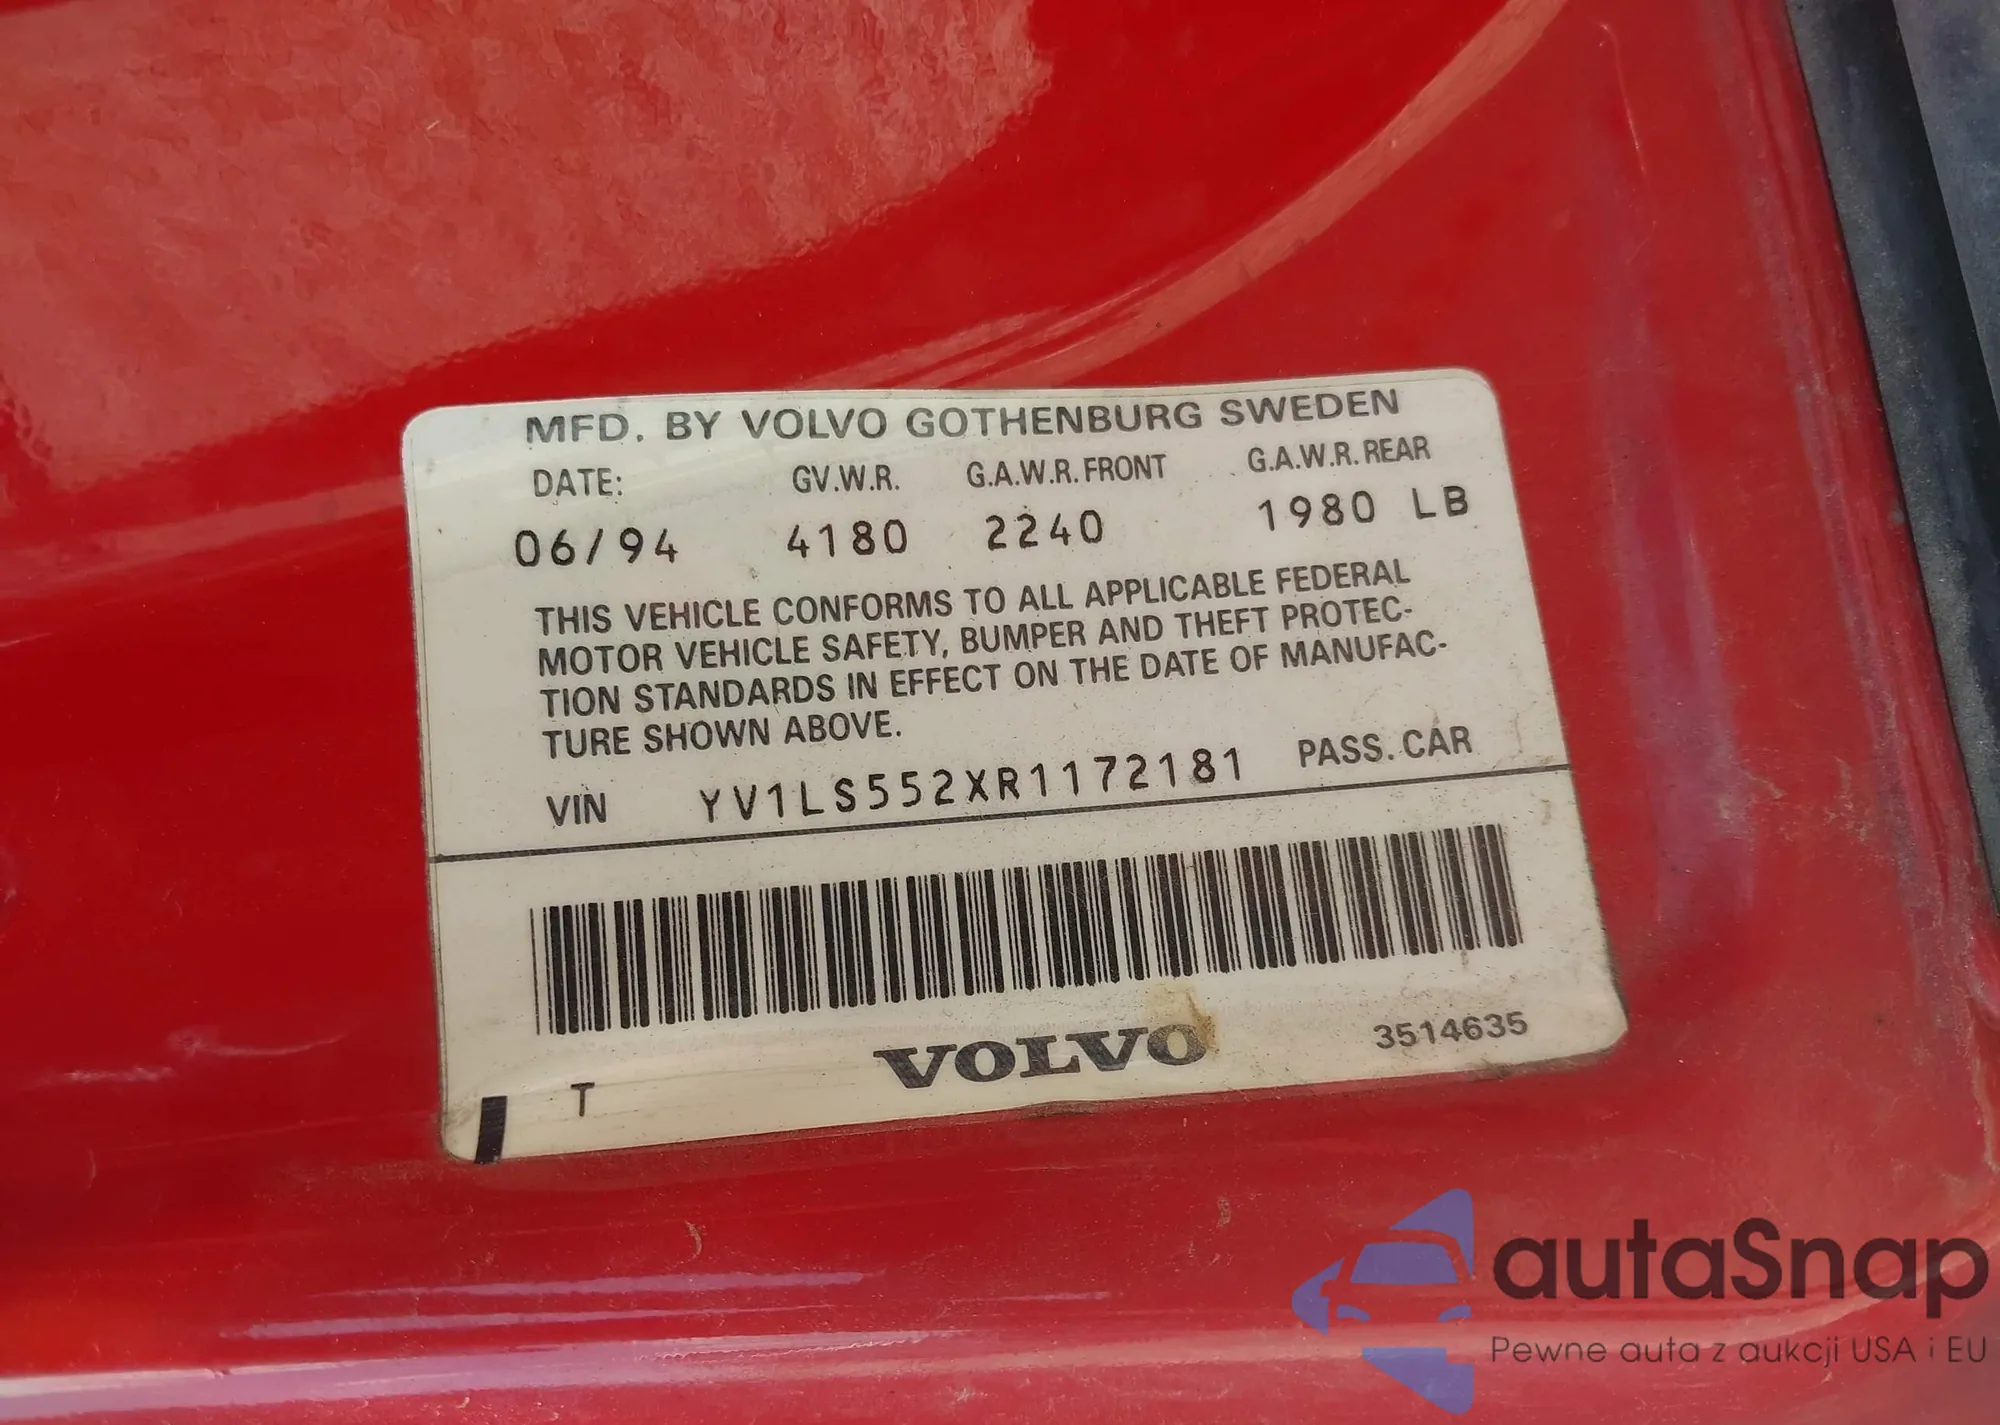 MFD. BY VOLVO GOTHENBURG SWEDEN
DATE: GV.W.R. G.A.W.R. FRONT G.A.W.R. REAR
06/94 4180 2240 1980 LB
THIS VEHICLE CONFORMS TO ALL APPLICABLE FEDERAL
MOTOR VEHICLE SAFETY, BUMPER AND THEFT PROTEC-
TION STANDARDS IN EFFECT ON THE DATE OF MANUFAC-
TURE SHOWN ABOVE.
VIN YV1LS552XR1172181 PASS. CAR
VOLVO 3514635
T
autaSnap
Pewne auta z aukcji USA i EU